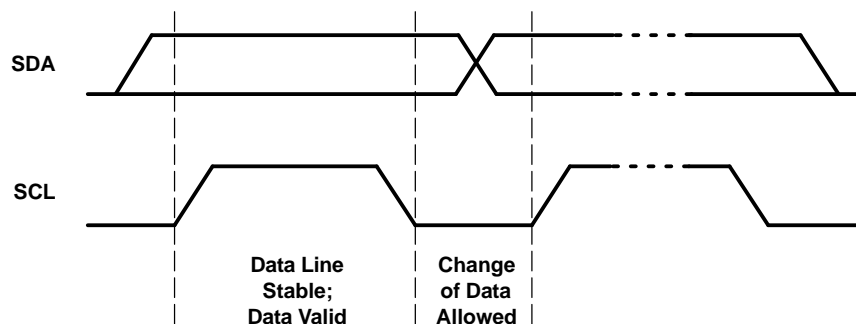 SDA
SCL
Data Line
Stable;
Data Valid
Change
of Data
Allowed